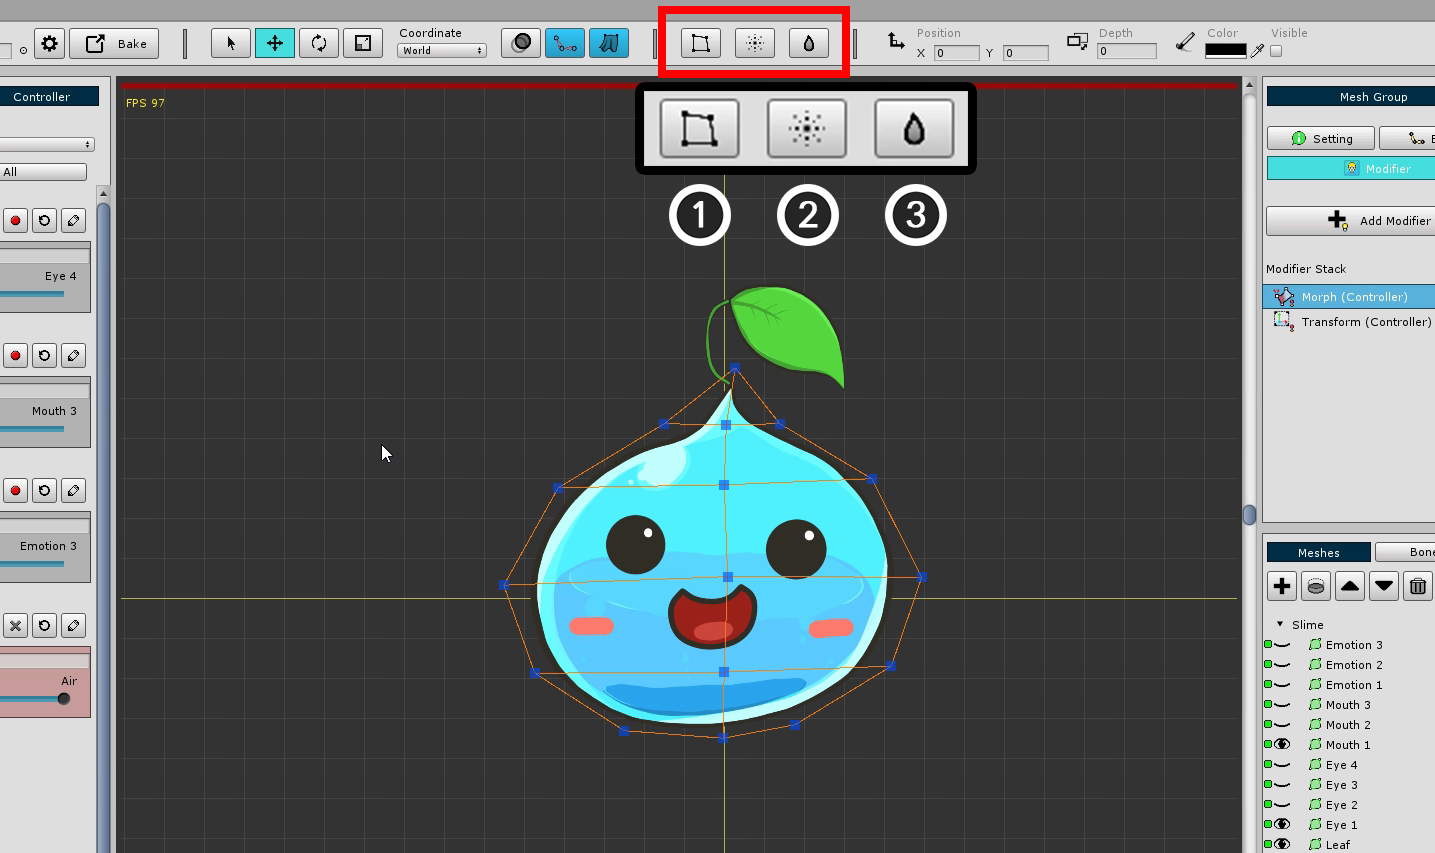 Bake
Coordinate
World
Position
X 0 Y 0
Depth
0
Color
Visible
Controller
FPS 97
Mesh Group
Setting
Modifier
All
1 2 3
Add Modifier
Eye 4
Modifier Stack
Morph (Controller)
Transform (Controller)
Mouth 3
Emotion 3
Meshes
Bone
Slime
Emotion 3
Emotion 2
Emotion 1
Air
Mouth 3
Mouth 2
Mouth 1
Eye 4
Eye 3
Eye 2
Eye 1
Leaf